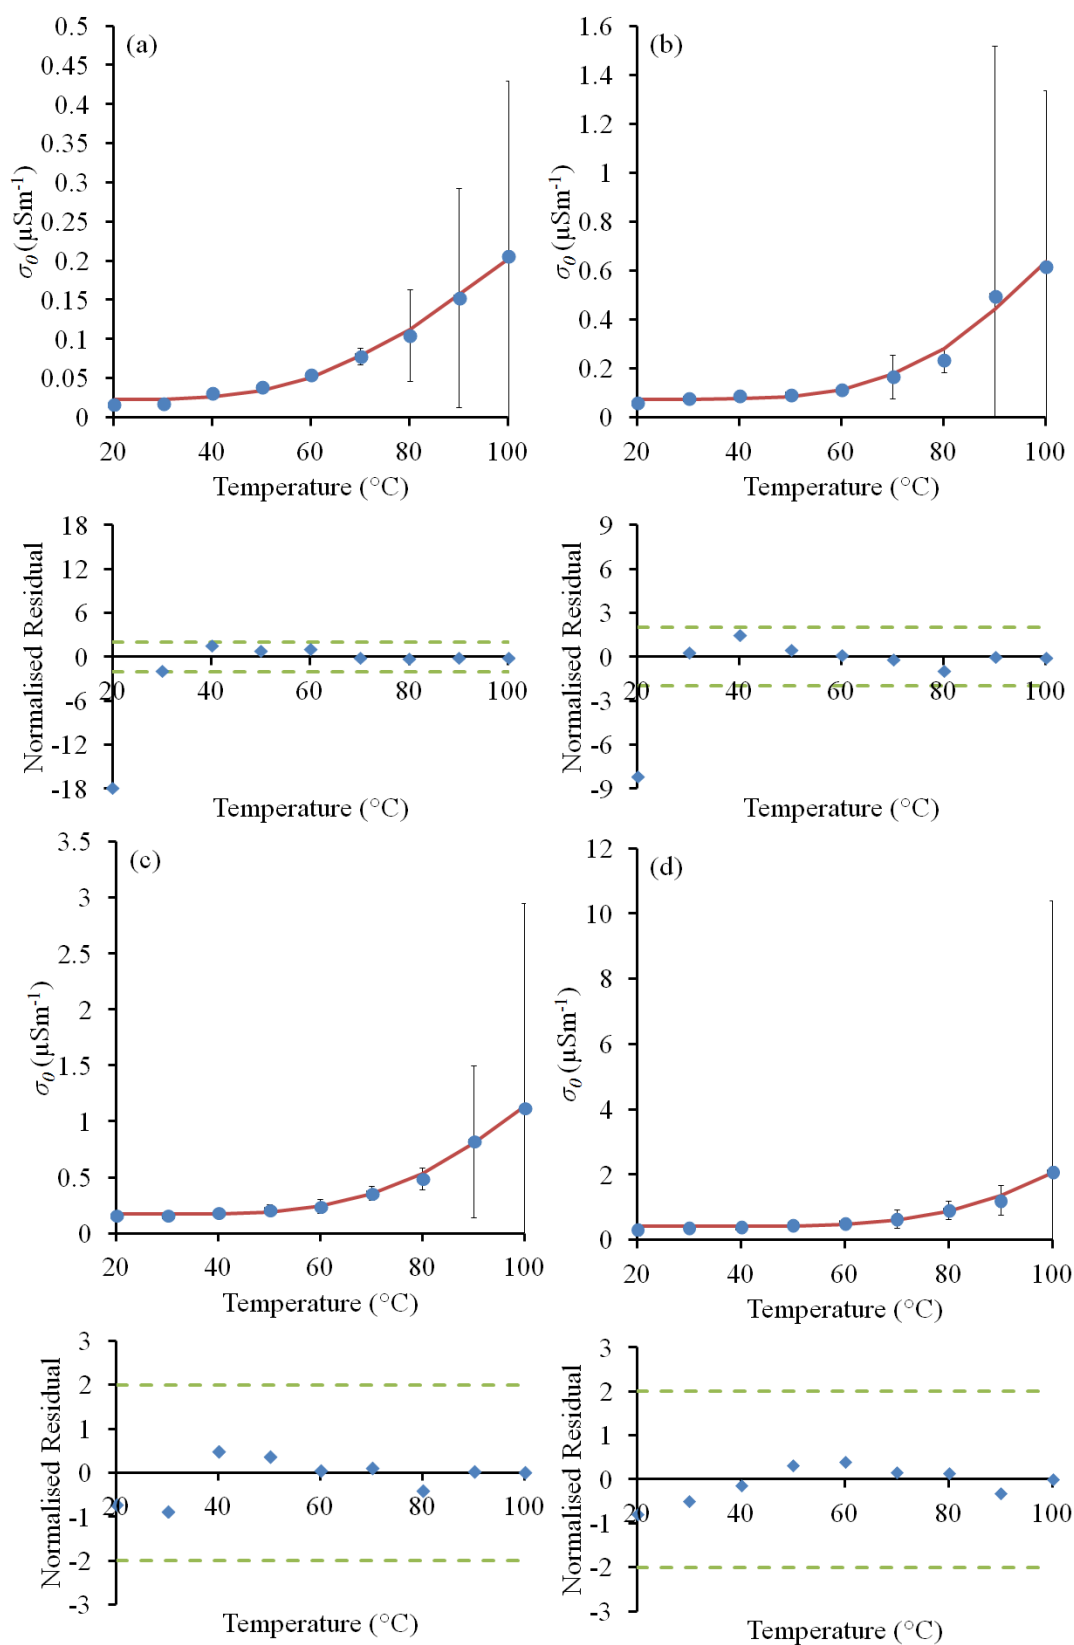 (a)
σ0 (µSm-1)
0.5
0.45
0.4
0.35
0.3
0.25
0.2
0.15
0.1
0.05
0
20 40 60 80 100
Temperature (°C)
(b)
σ0 (µSm-1)
1.6
1.4
1.2
1
0.8
0.6
0.4
0.2
0
20 40 60 80 100
Temperature (°C)
Normalised Residual
18
12
6
0
-6
-12
-18
20 40 60 80 100
Temperature (°C)
Normalised Residual
9
6
3
0
-3
-6
-9
20 40 60 80 100
Temperature (°C)
(c)
σ0 (µSm-1)
3.5
3
2.5
2
1.5
1
0.5
0
20 40 60 80 100
Temperature (°C)
(d)
σ0 (µSm-1)
12
10
8
6
4
2
0
20 40 60 80 100
Temperature (°C)
Normalised Residual
3
2
1
0
-1
-2
-3
20 40 60 80 100
Temperature (°C)
Normalised Residual
3
2
1
0
-1
-2
-3
20 40 60 80 100
Temperature (°C)